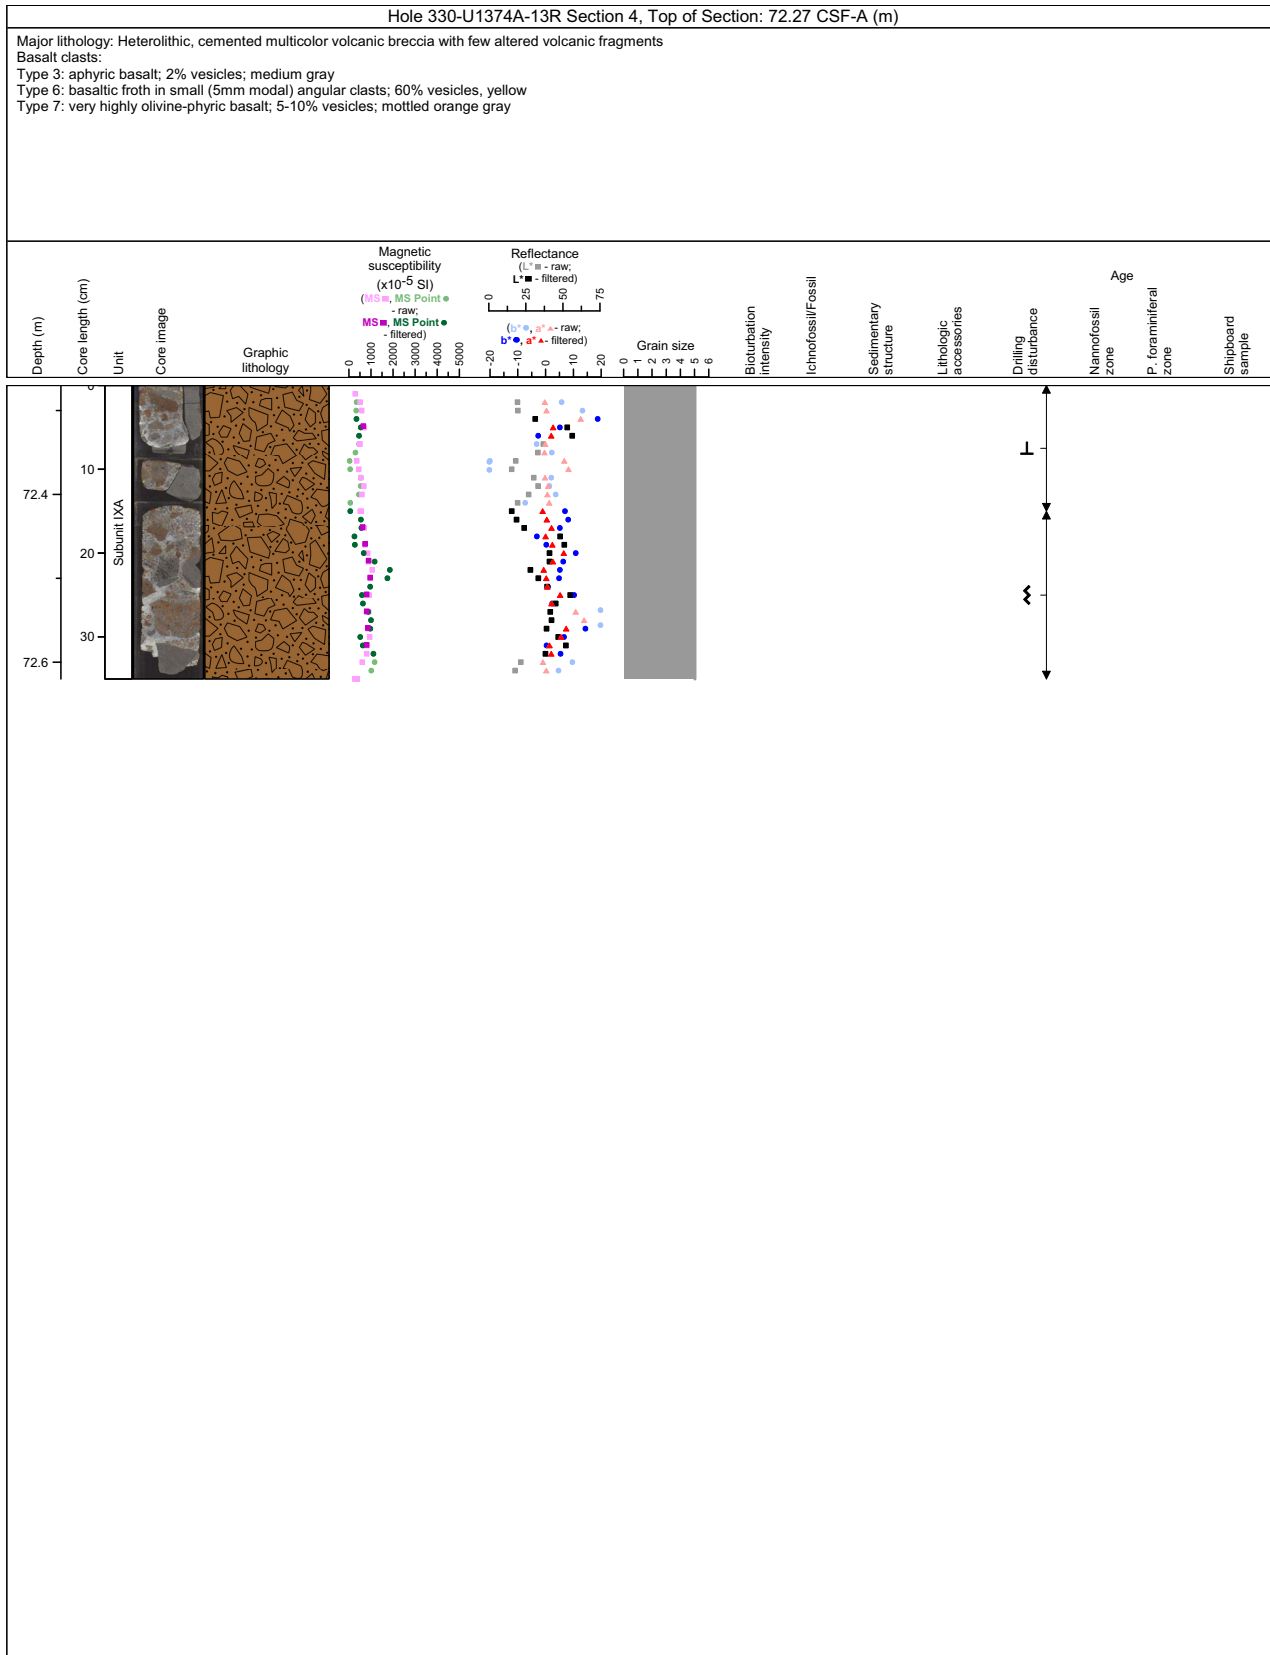 Hole 330-U1374A-13R Section 4, Top of Section: 72.27 CSF-A (m)
Major lithology: Heterolithic, cemented multicolor volcanic breccia with few altered volcanic fragments
Basalt clasts:
Type 3: aphyric basalt; 2% vesicles; medium gray
Type 6: basaltic froth in small (5mm modal) angular clasts; 60% vesicles, yellow
Type 7: very highly olivine-phyric basalt; 5-10% vesicles; mottled orange gray
Depth (m)
Core length (cm)
Unit
Core image
Graphic
lithology
Magnetic
susceptibility
(x10-5 SI)
(MS■, MS Point●
- raw;
MS■, MS Point●
- filtered)
0 1000 2000 3000 4000 5000
Reflectance
(L*■ - raw;
L*■ - filtered)
0 25 50 75
(b*●, a*▲- raw;
b*●, a*▲- filtered)
-20 -10 0 10 20
Grain size
0 1 2 3 4 5 6
Bioturbation
intensity
Ichnofossil/Fossil
Sedimentary
structure
Lithologic
accessories
Drilling
disturbance
Age
Nannofossil
zone
P. foraminiferal
zone
Shipboard
sample
0
10
72.4
Subunit IXA
20
30
72.6